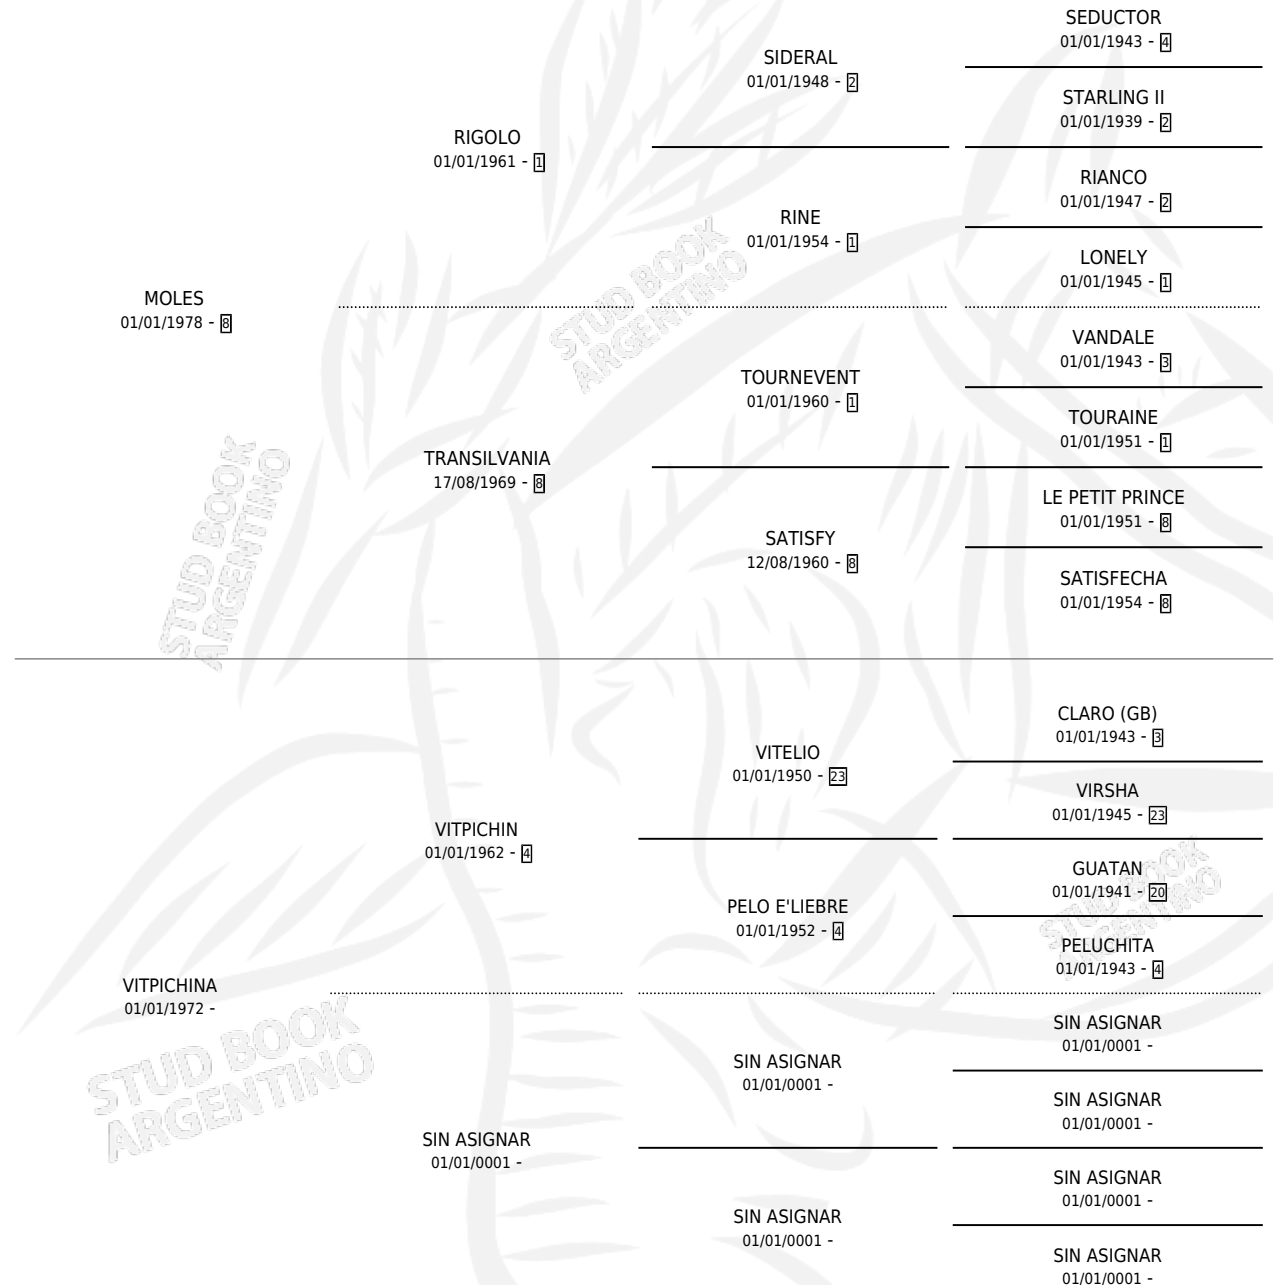 SEDUCTOR
01/01/1943 - 4
SIDERAL
01/01/1948 - 2
STARLING II
01/01/1939 - 2
RIGOLO
01/01/1961 - 1
RIANCO
01/01/1947 - 2
RINE
01/01/1954 - 1
LONELY
01/01/1945 - 1
MOLES
01/01/1978 - 8
VANDALE
01/01/1943 - 3
TOURNEVENT
01/01/1960 - 1
TOURAINE
01/01/1951 - 1
TRANSILVANIA
17/08/1969 - 8
LE PETIT PRINCE
01/01/1951 - 8
SATISFY
12/08/1960 - 8
SATISFECHA
01/01/1954 - 8
CLARO (GB)
01/01/1943 - 3
VITELIO
01/01/1950 - 23
VIRSHA
01/01/1945 - 23
VITPICHIN
01/01/1962 - 4
GUATAN
01/01/1941 - 20
PELO E'LIEBRE
01/01/1952 - 4
PELUCHITA
01/01/1943 - 4
VITPICHINA
01/01/1972 -
SIN ASIGNAR
01/01/0001 -
SIN ASIGNAR
01/01/0001 -
SIN ASIGNAR
01/01/0001 -
SIN ASIGNAR
01/01/0001 -
SIN ASIGNAR
01/01/0001 -
SIN ASIGNAR
01/01/0001 -
SIN ASIGNAR
01/01/0001 -
STUD BOOK
ARGENTINO
STUD BOOK
ARGENTINO
STUD BOOK
ARGENTINO
STUD BOOK
ARGENTINO